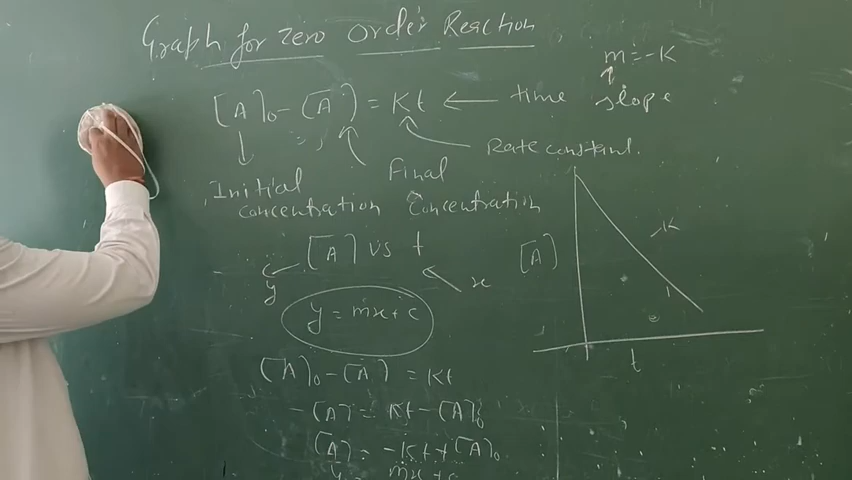 Graph for zero Order Reaction
m = -K
[A]₀ - [A] = Kt ← time
slope
Rate constant.
Initial concentration
Final concentration
[A] vs t
y
x
y = mx + c
[A]₀ - [A] = Kt
-[A] = Kt - [A]₀
[A] = -Kt + [A]₀
y = mx + c
[A]
-K
t